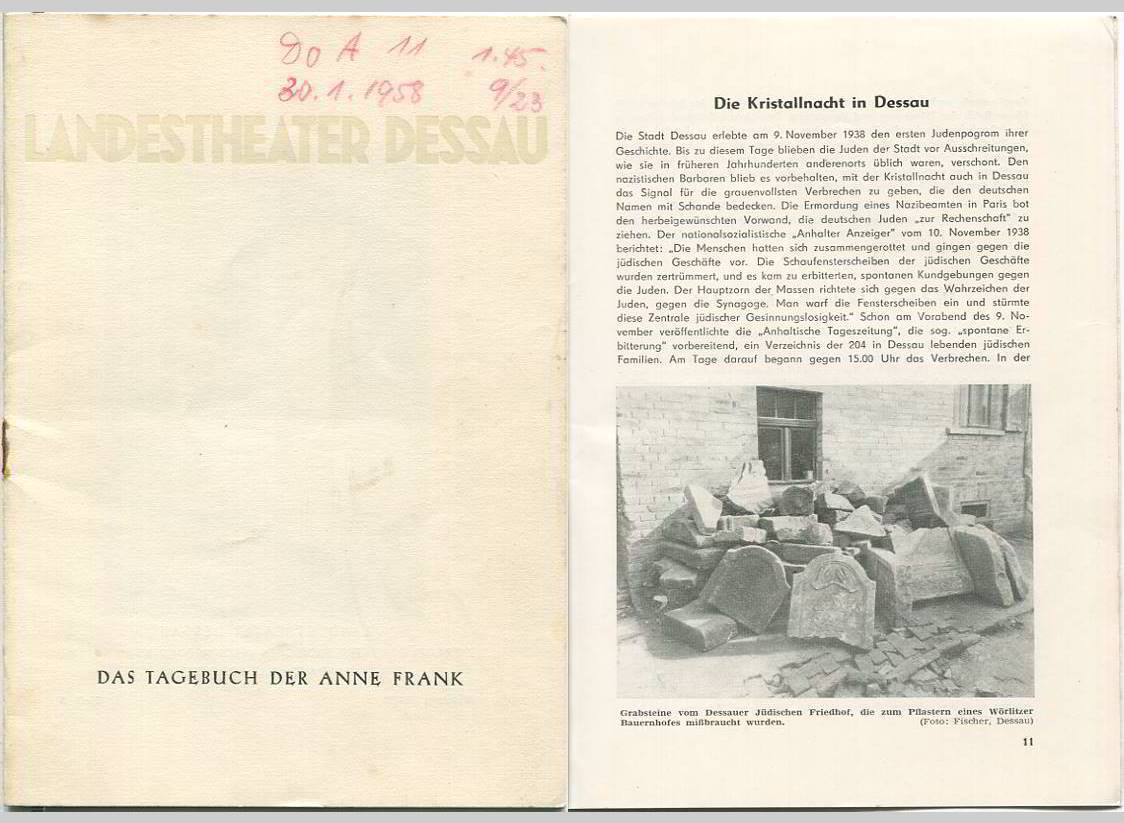 Do A 11 1.45.
30.1.1958 9/23
LANDESTHEATER DESSAU
DAS TAGEBUCH DER ANNE FRANK
Die Kristallnacht in Dessau
Die Stadt Dessau erlebte am 9. November 1938 den ersten Judenpogrom ihrer
Geschichte. Bis zu diesem Tage blieben die Juden der Stadt vor Ausschreitungen,
wie sie in früheren Jahrhunderten anderenorts üblich waren, verschont. Den
nazistischen Barbaren blieb es vorbehalten, mit der Kristallnacht auch in Dessau
das Signal für die grauenvollsten Verbrechen zu geben, die den deutschen
Namen mit Schande bedecken. Die Ermordung eines Nazibeamten in Paris bot
den herbeigewünschten Vorwand, die deutschen Juden „zur Rechenschaft" zu
ziehen. Der nationalsozialistische „Anhalter Anzeiger" vom 10. November 1938
berichtet: „Die Menschen hatten sich zusammengerottet und gingen gegen die
jüdischen Geschäfte vor. Die Schaufensterscheiben der jüdischen Geschäfte
wurden zertrümmert, und es kam zu erbitterten, spontanen Kundgebungen gegen
die Juden. Der Hauptzorn der Massen richtete sich gegen das Wahrzeichen der
Juden, gegen die Synagoge. Man warf die Fensterscheiben ein und stürmte
diese Zentrale jüdischer Gesinnungslosigkeit." Schon am Vorabend des 9. No-
vember veröffentlichte die „Anhaltische Tageszeitung", die sog. „spontane Er-
bitterung" vorbereitend, ein Verzeichnis der 204 in Dessau lebenden jüdischen
Familien. Am Tage darauf begann gegen 15.00 Uhr das Verbrechen. In der
Grabsteine vom Dessauer Jüdischen Friedhof, die zum Pflastern eines Wörlitzer
Bauernhofes mißbraucht wurden. (Foto: Fischer, Dessau)
11